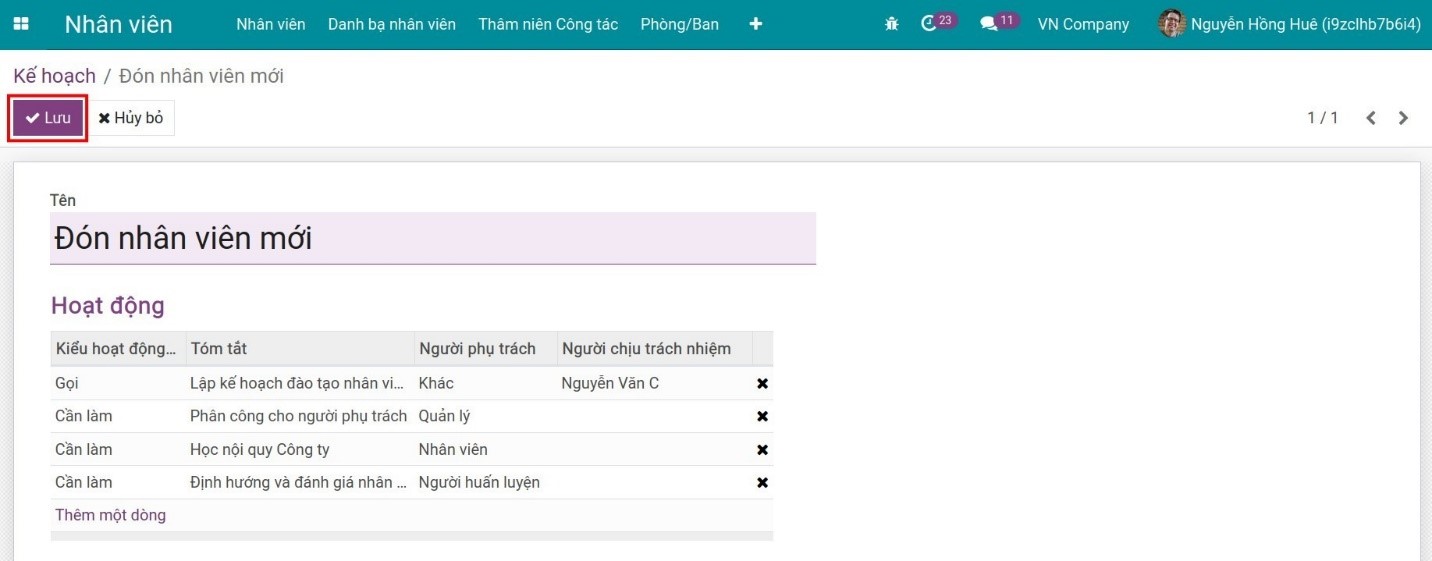 Nhân viên Nhân viên Danh bạ nhân viên Thâm niên Công tác Phòng/Ban 23 11 VN Company Nguyễn Hồng Huê (i9zclhb7b6i4)
Kế hoạch / Đón nhân viên mới
Lưu Hủy bỏ 1 / 1
Tên
Đón nhân viên mới
Hoạt động
Kiểu hoạt động... Tóm tắt Người phụ trách Người chịu trách nhiệm
Gọi Lập kế hoạch đào tạo nhân vi... Khác Nguyễn Văn C
Cần làm Phân công cho người phụ trách Quản lý
Cần làm Học nội quy Công ty Nhân viên
Cần làm Định hướng và đánh giá nhân ... Người huấn luyện
Thêm một dòng